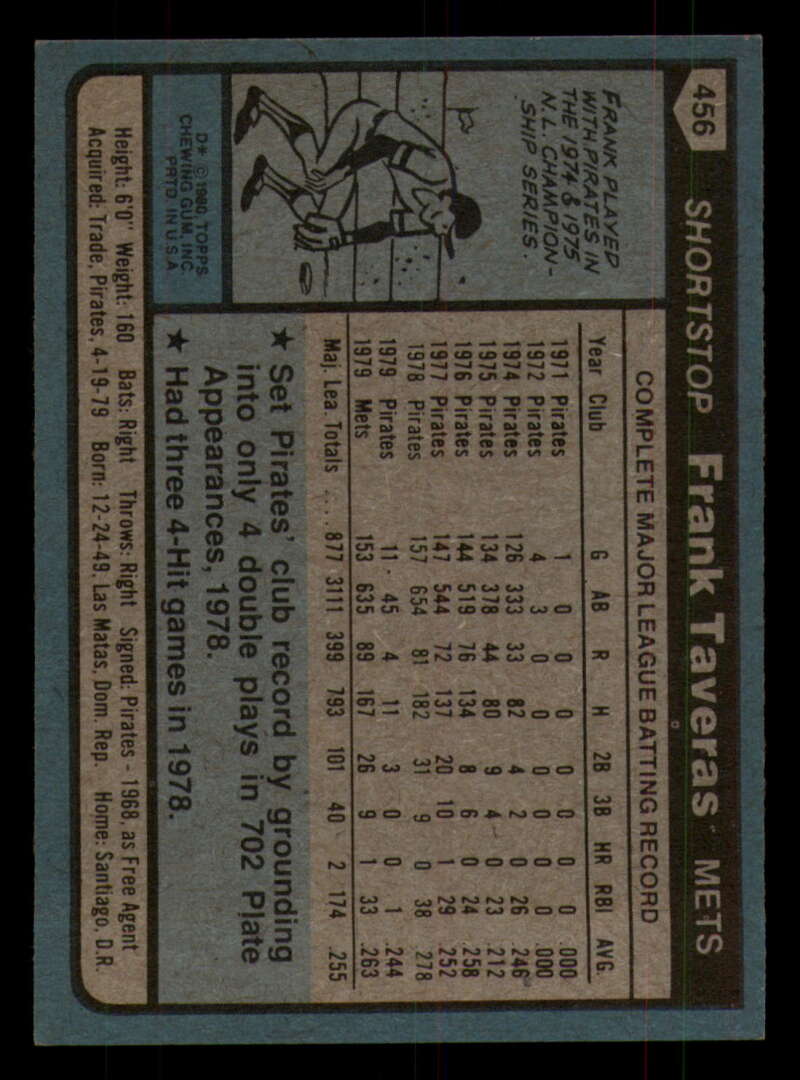 456 SHORTSTOP Frank Taveras METS
FRANK PLAYED
WITH PIRATES IN
THE 1974 & 1975
N.L. CHAMPION-
SHIP SERIES.
D* © 1980 TOPPS
CHEWING GUM, INC.
PRTD. IN U.S.A.
COMPLETE MAJOR LEAGUE BATTING RECORD
Year Club G AB R H 2B 3B HR RBI AVG.
1971 Pirates 1 0 0 0 0 0 0 0 .000
1972 Pirates 4 3 0 0 0 0 0 0 .000
1974 Pirates 126 333 33 82 4 2 0 26 .246
1975 Pirates 134 378 44 80 9 4 0 23 .212
1976 Pirates 144 519 76 134 8 6 0 24 .258
1977 Pirates 147 544 72 137 20 10 1 29 .252
1978 Pirates 157 654 81 182 31 9 0 38 .278
1979 Pirates 11 45 4 11 3 0 0 1 .244
1979 Mets 153 635 89 167 26 9 1 33 .263
Maj. Lea. Totals .... 877 3111 399 793 101 40 2 174 .255
★ Set Pirates' club record by grounding
into only 4 double plays in 702 Plate
Appearances, 1978.
★ Had three 4-Hit games in 1978.
Height: 6'0" Weight: 160 Bats: Right Throws: Right Signed: Pirates - 1968, as Free Agent
Acquired: Trade, Pirates, 4-19-79 Born: 12-24-49, Las Matas, Dom. Rep. Home: Santiago, D.R.